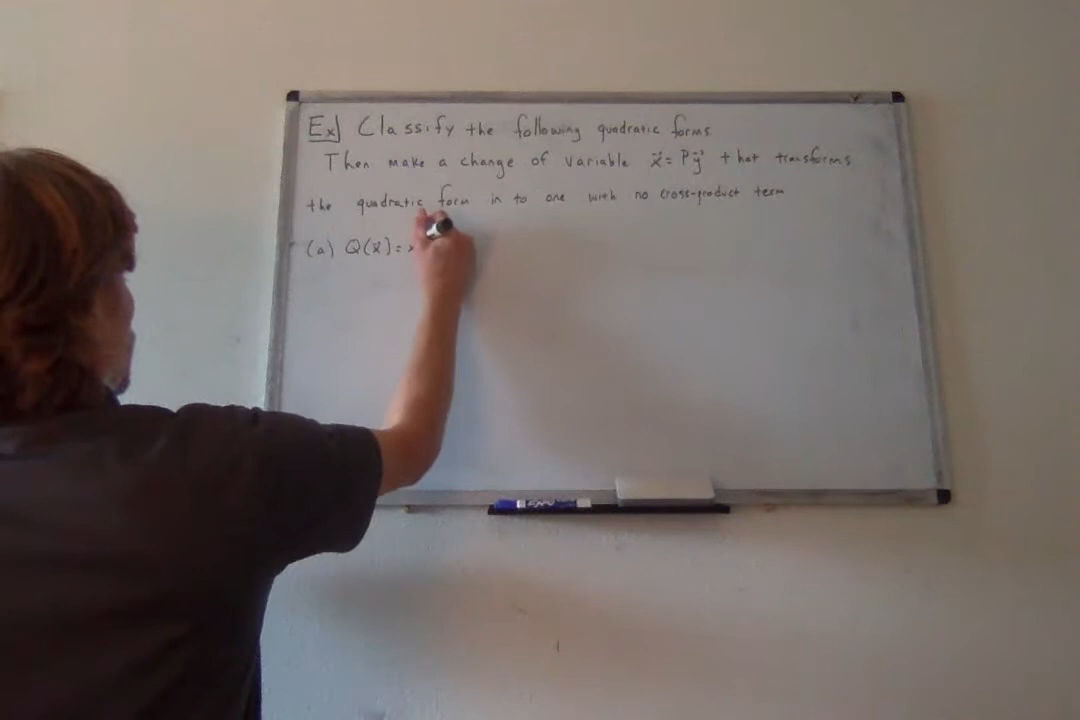 Ex] Classify the following quadratic forms.
Then make a change of variable x⃗ = Py⃗ that transforms
the quadratic form in to one with no cross-product term
(a) Q(x⃗) = x
EXPO